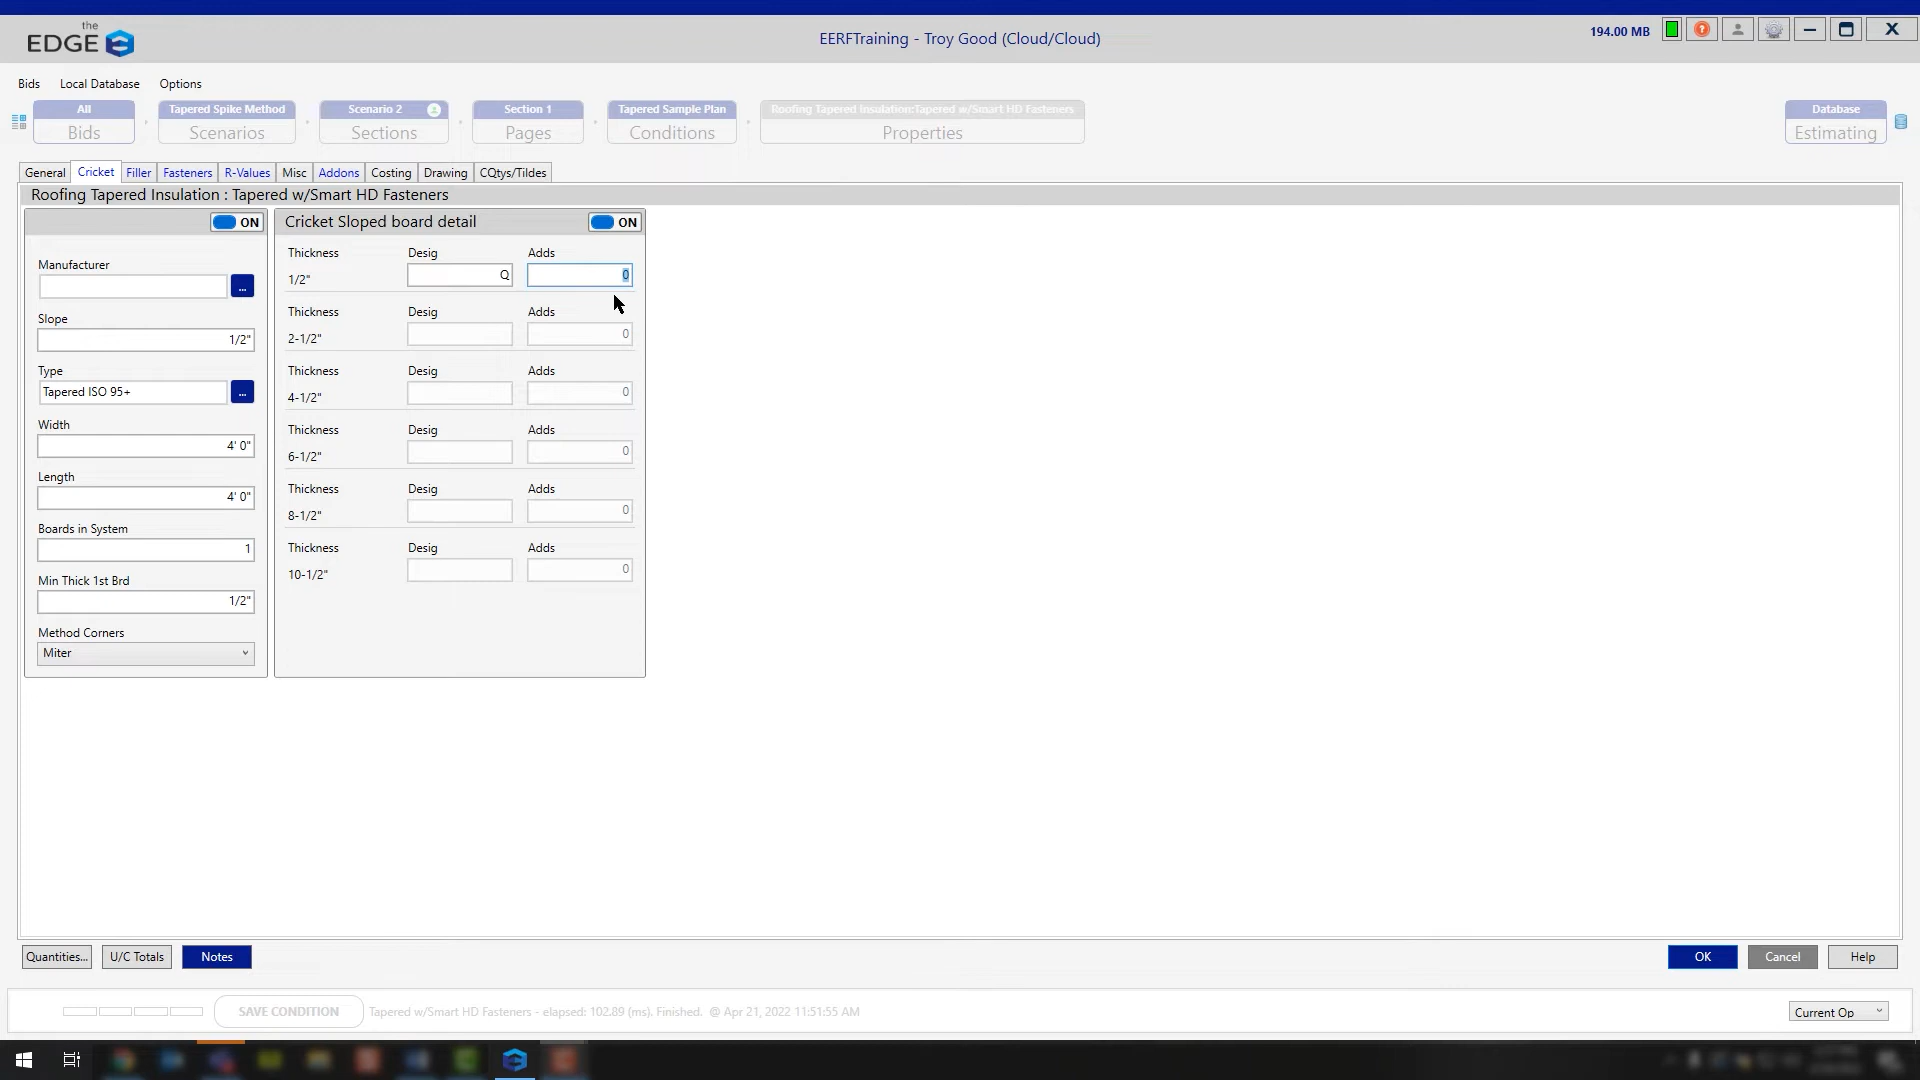 the
EDGE
EERFTraining - Troy Good (Cloud/Cloud)
194.00 MB
Bids Local Database Options
All
Bids
Tapered Spike Method
Scenarios
Scenario 2
Sections
Section 1
Pages
Tapered Sample Plan
Conditions
Roofing Tapered Insulation:Tapered w/Smart HD Fasteners
Properties
Database
Estimating
General Cricket Filler Fasteners R-Values Misc Addons Costing Drawing CQtys/Tildes
Roofing Tapered Insulation : Tapered w/Smart HD Fasteners
ON
Manufacturer
...
Slope
1/2"
Type
Tapered ISO 95+
...
Width
4' 0"
Length
4' 0"
Boards in System
1
Min Thick 1st Brd
1/2"
Method Corners
Miter
Cricket Sloped board detail ON
Thickness Desig Adds
1/2" Q 0
Thickness Desig Adds
2-1/2" 0
Thickness Desig Adds
4-1/2" 0
Thickness Desig Adds
6-1/2" 0
Thickness Desig Adds
8-1/2" 0
Thickness Desig Adds
10-1/2" 0
Quantities... U/C Totals Notes
OK Cancel Help
SAVE CONDITION
Tapered w/Smart HD Fasteners - elapsed: 102.89 (ms). Finished. @ Apr 21, 2022 11:51:55 AM
Current Op